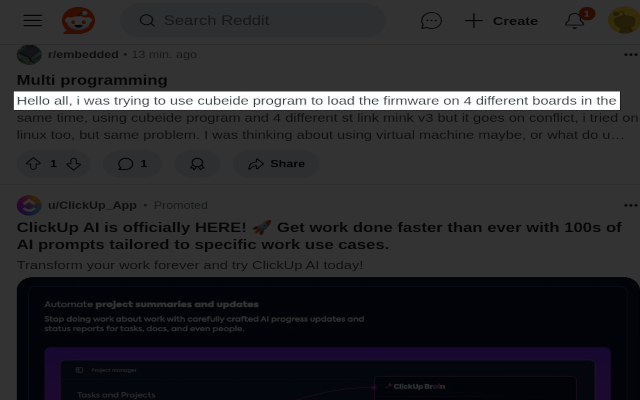 Search Reddit
Create
1
r/embedded • 13 min. ago
Multi programming
Hello all, i was trying to use cubeide program to load the firmware on 4 different boards in the
same time, using cubeide program and 4 different st link mink v3 but it goes on conflict, i tried on
linux too, but same problem. I was thinking about using virtual machine maybe, or what do u...
1
1
Share
u/ClickUp_App • Promoted
ClickUp AI is officially HERE! 🚀 Get work done faster than ever with 100s of
AI prompts tailored to specific work use cases.
Transform your work forever and try ClickUp AI today!
Automate project summaries and updates
Stop doing work about work with carefully crafted AI progress updates and
status reports for tasks, docs, and even people.
Project manager
ClickUp Brain
Tasks and Projects